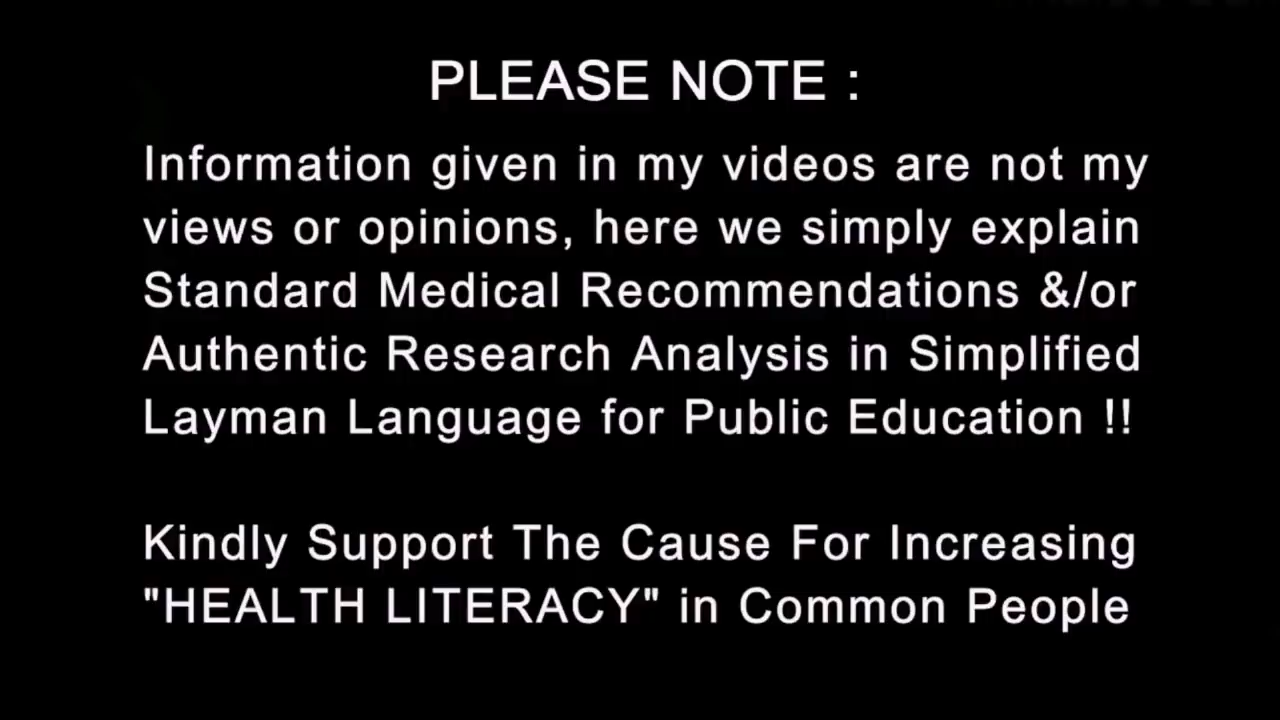 PLEASE NOTE :
Information given in my videos are not my
views or opinions, here we simply explain
Standard Medical Recommendations &/or
Authentic Research Analysis in Simplified
Layman Language for Public Education !!
Kindly Support The Cause For Increasing
"HEALTH LITERACY" in Common People